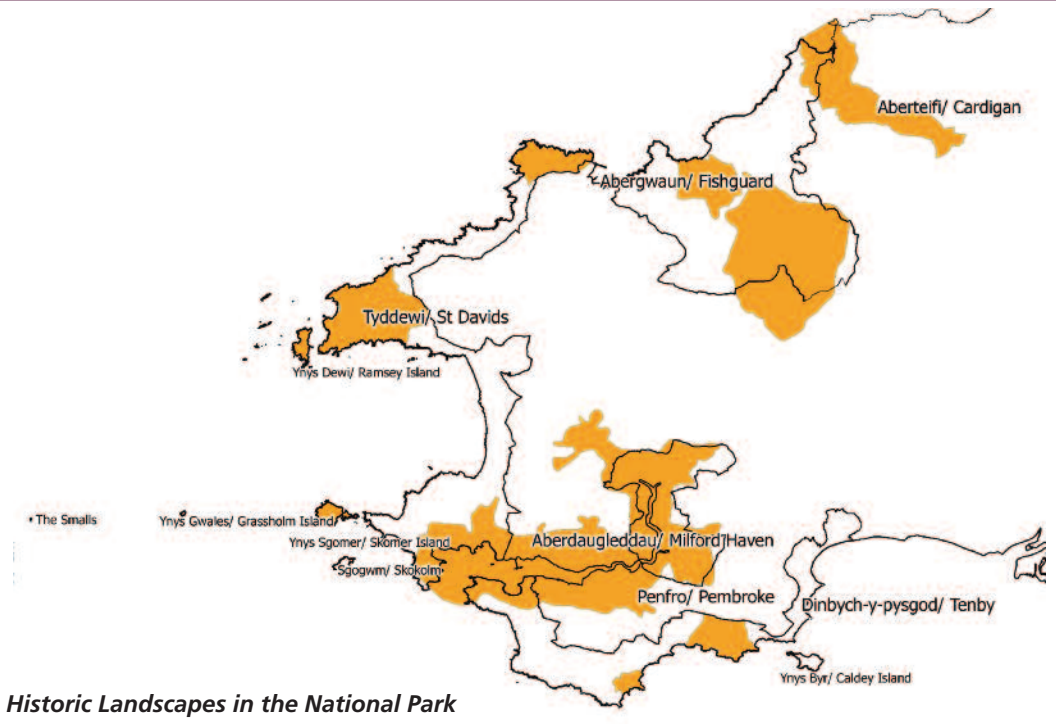 Aberteifi/ Cardigan
Abergwaun/ Fishguard
Tyddewi/ St Davids
Ynys Dewi/ Ramsey Island
The Smalls
Ynys Gwales/ Grassholm Island
Ynys Sgomer/ Skomer Island
Sgogwm/ Skokolm
Aberdaugleddau/ Milford Haven
Penfro/ Pembroke
Dinbych-y-pysgod/ Tenby
Ynys Byr/ Caldey Island
Historic Landscapes in the National Park